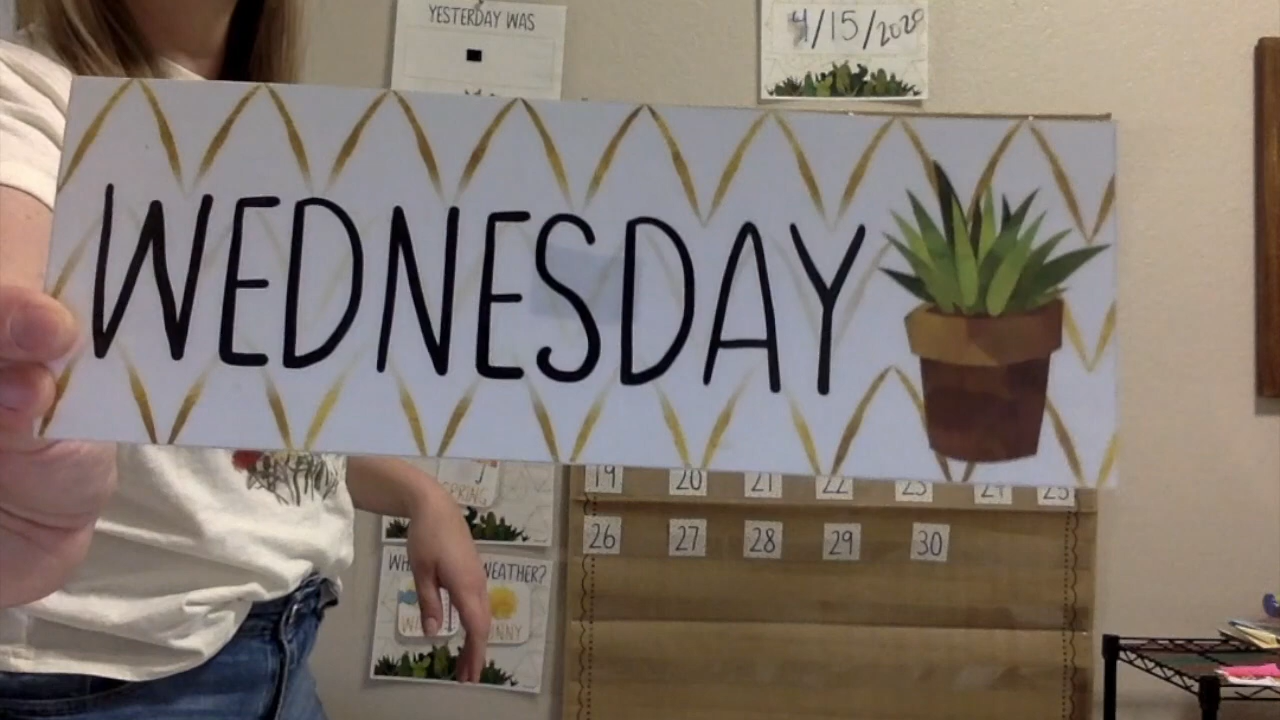 YESTERDAY WAS
4/15/2020
WEDNESDAY
SPRING
19 20 21 22 23 24 25
26 27 28 29 30
WEATHER?